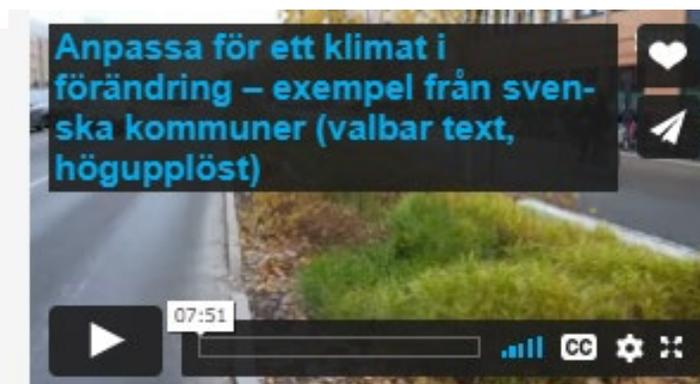 Anpassa för ett klimat i
förändring – exempel från sven-
ska kommuner (valbar text,
högupplöst)
07:51
CC